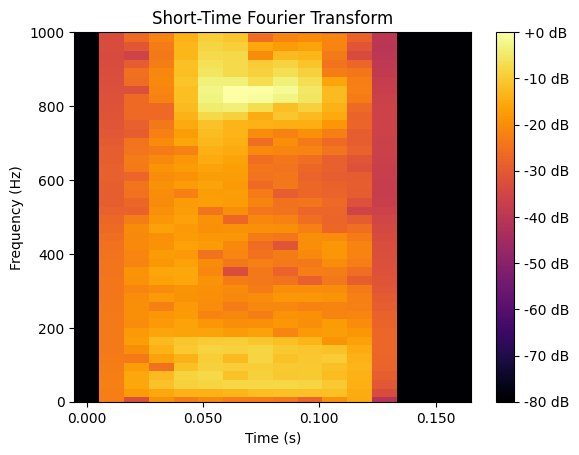 Short-Time Fourier Transform
1000
800
600
400
200
0
Frequency (Hz)
0.000
0.050
0.100
0.150
Time (s)
+0 dB
-10 dB
-20 dB
-30 dB
-40 dB
-50 dB
-60 dB
-70 dB
-80 dB